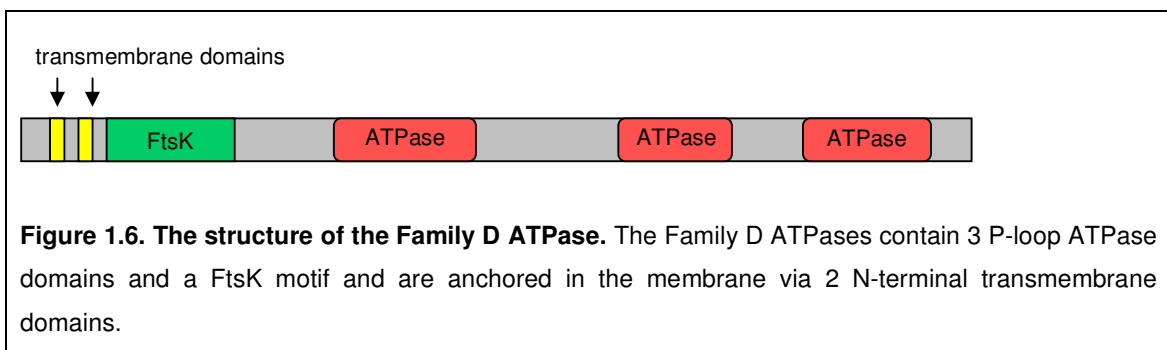 transmembrane domains
FtsK ATPase ATPase ATPase
Figure 1.6. The structure of the Family D ATPase. The Family D ATPases contain 3 P-loop ATPase
domains and a FtsK motif and are anchored in the membrane via 2 N-terminal transmembrane
domains.